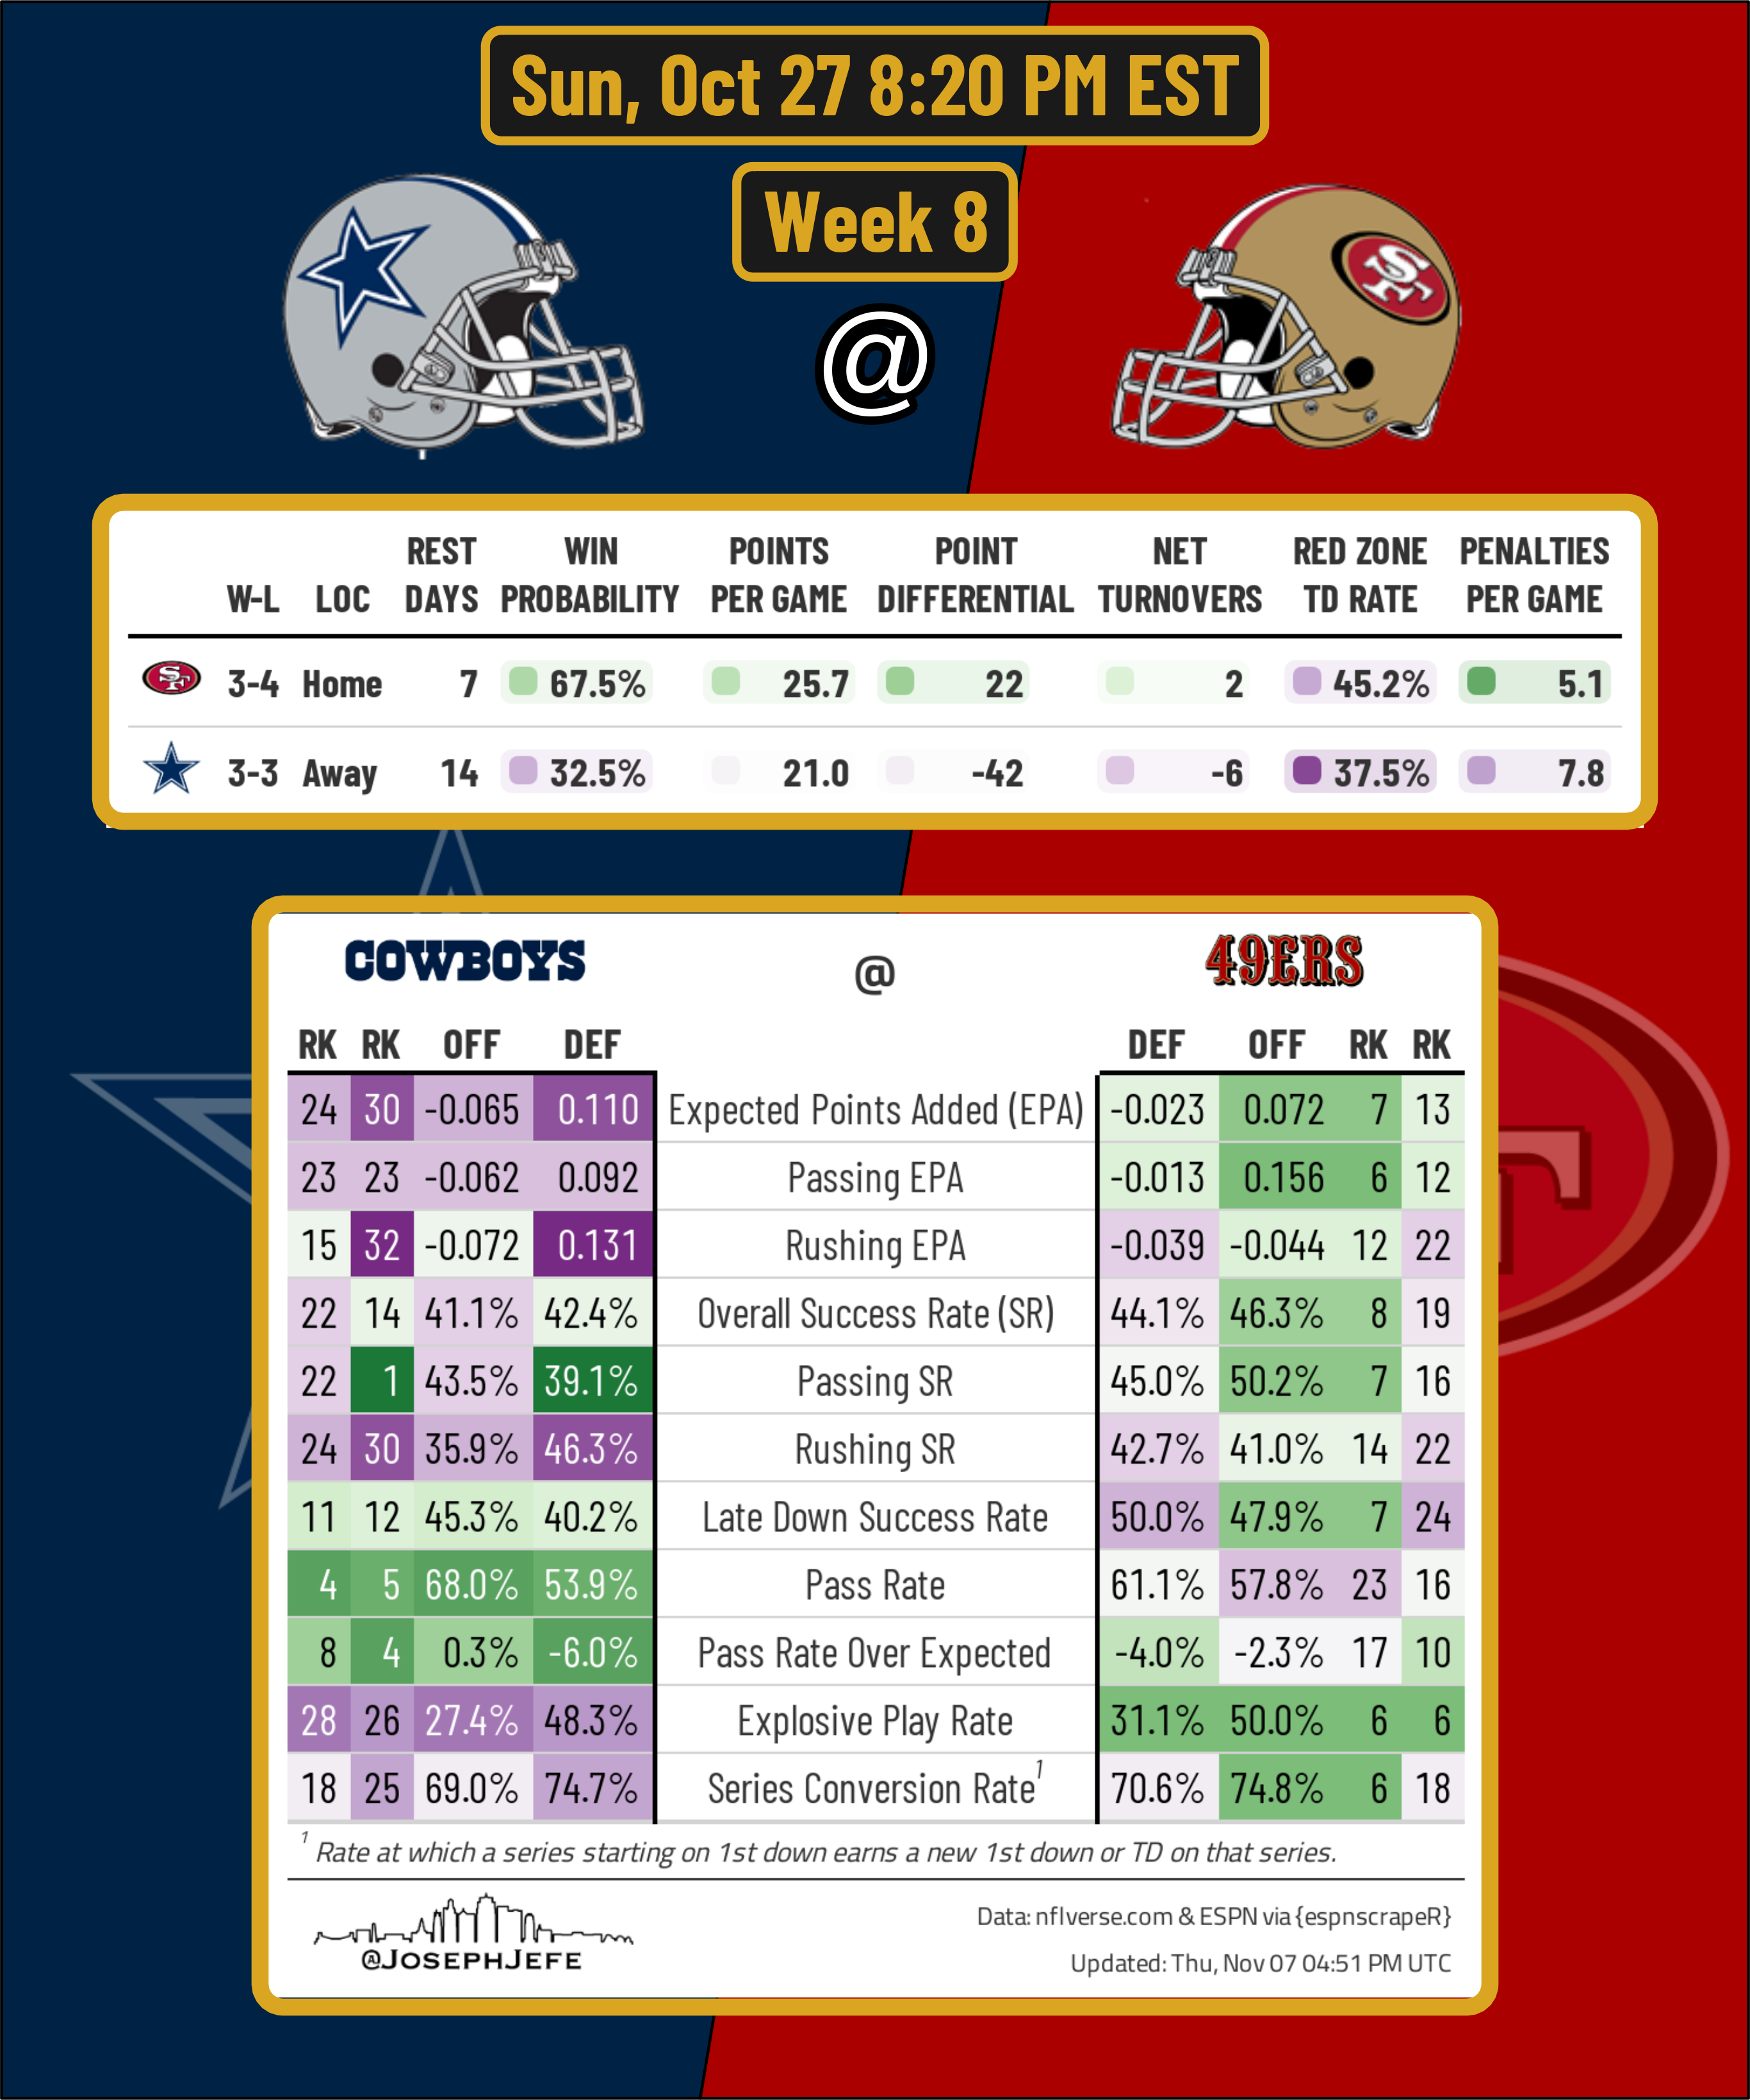 Sun, Oct 27 8:20 PM EST
Week 8
@
SF
REST WIN POINTS POINT NET RED ZONE PENALTIES
W-L LOC DAYS PROBABILITY PER GAME DIFFERENTIAL TURNOVERS TD RATE PER GAME
SF 3-4 Home 7 67.5% 25.7 22 2 45.2% 5.1
3-3 Away 14 32.5% 21.0 -42 -6 37.5% 7.8
COWBOYS @ 49ERS
RK RK OFF DEF DEF OFF RK RK
24 30 -0.065 0.110 Expected Points Added (EPA) -0.023 0.072 7 13
23 23 -0.062 0.092 Passing EPA -0.013 0.156 6 12
15 32 -0.072 0.131 Rushing EPA -0.039 -0.044 12 22
22 14 41.1% 42.4% Overall Success Rate (SR) 44.1% 46.3% 8 19
22 1 43.5% 39.1% Passing SR 45.0% 50.2% 7 16
24 30 35.9% 46.3% Rushing SR 42.7% 41.0% 14 22
11 12 45.3% 40.2% Late Down Success Rate 50.0% 47.9% 7 24
4 5 68.0% 53.9% Pass Rate 61.1% 57.8% 23 16
8 4 0.3% -6.0% Pass Rate Over Expected -4.0% -2.3% 17 10
28 26 27.4% 48.3% Explosive Play Rate 31.1% 50.0% 6 6
18 25 69.0% 74.7% Series Conversion Rate¹ 70.6% 74.8% 6 18
¹ Rate at which a series starting on 1st down earns a new 1st down or TD on that series.
Data: nflverse.com & ESPN via {espnscrapeR}
@JOSEPHJEFE
Updated: Thu, Nov 07 04:51 PM UTC